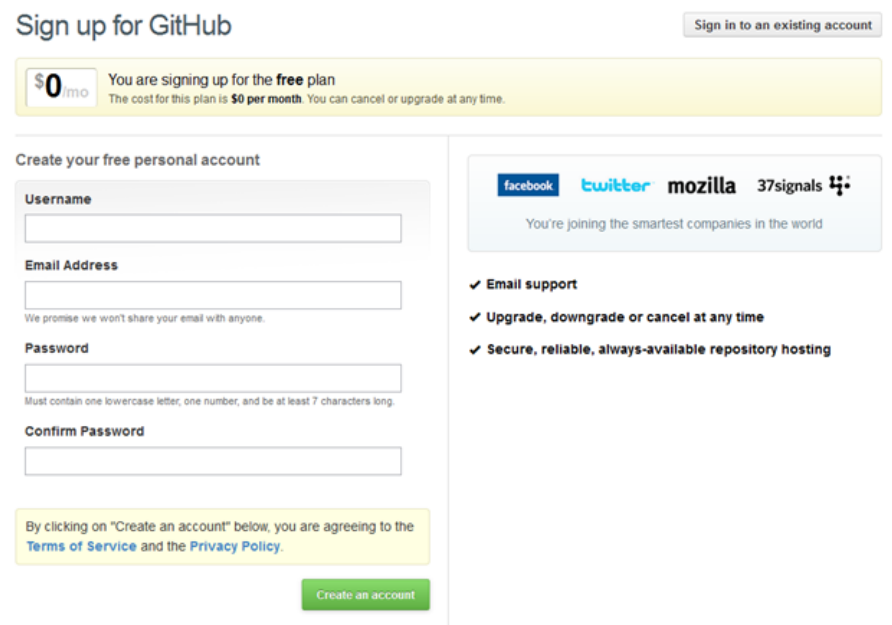 Sign up for GitHub
Sign in to an existing account
$0/mo
You are signing up for the free plan
The cost for this plan is $0 per month. You can cancel or upgrade at any time.
Create your free personal account
Username
Email Address
We promise we won't share your email with anyone.
Password
Must contain one lowercase letter, one number, and be at least 7 characters long.
Confirm Password
By clicking on "Create an account" below, you are agreeing to the
Terms of Service and the Privacy Policy.
Create an account
facebook twitter mozilla 37signals
You're joining the smartest companies in the world
✔ Email support
✔ Upgrade, downgrade or cancel at any time
✔ Secure, reliable, always-available repository hosting